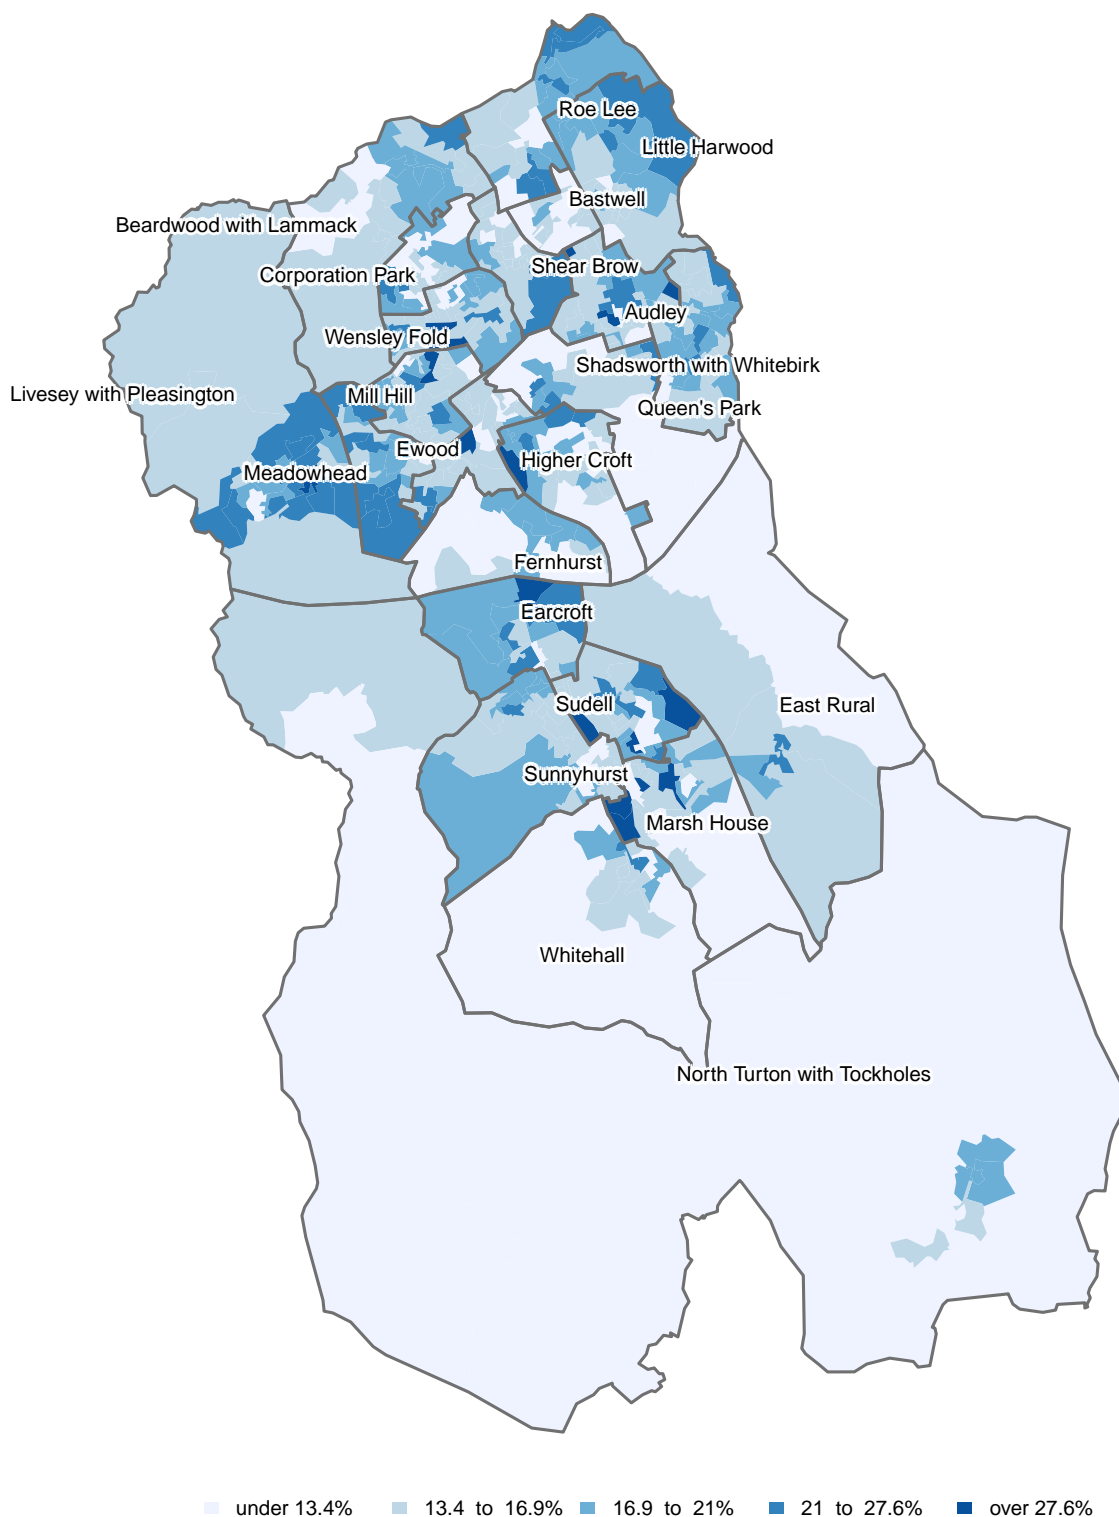 Roe Lee
Little Harwood
Bastwell
Beardwood with Lammack
Shear Brow
Corporation Park
Audley
Wensley Fold
Shadsworth with Whitebirk
Livesey with Pleasington
Mill Hill
Queen's Park
Ewood
Higher Croft
Meadowhead
Fernhurst
Earcroft
Sudell
East Rural
Sunnyhurst
Marsh House
Whitehall
North Turton with Tockholes
under 13.4% 13.4 to 16.9% 16.9 to 21% 21 to 27.6% over 27.6%